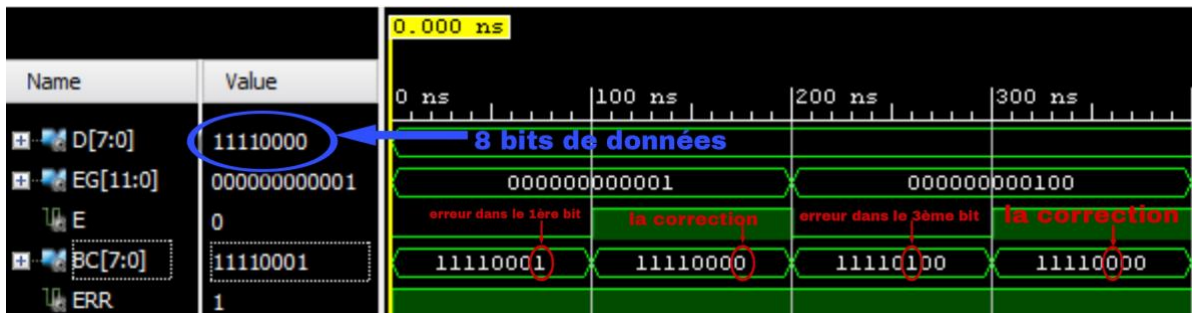 0.000 ns
Name Value
0 ns 100 ns 200 ns 300 ns
D[7:0] 11110000 8 bits de données
EG[11:0] 000000000001 000000000001 000000000100
E 0 erreur dans le 1ère bit la correction erreur dans le 3ème bit la correction
BC[7:0] 11110001 11110001 11110000 11110100 11110000
ERR 1